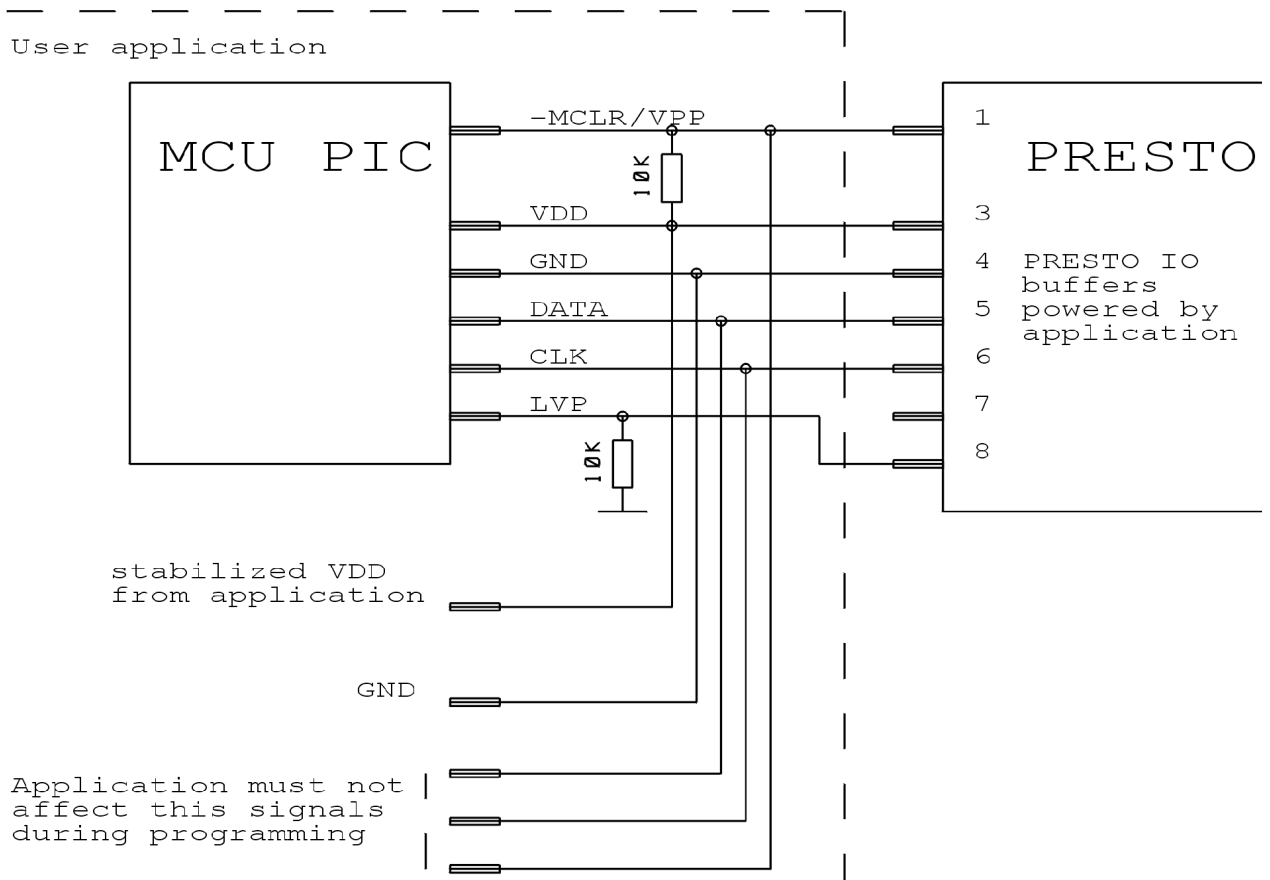 User application
MCU PIC
-MCLR/VPP
10K
VDD
GND
DATA
CLK
LVP
10K
1
PRESTO
3
4
PRESTO IO
buffers
5
powered by
application
6
7
8
stabilized VDD
from application
GND
Application must not
affect this signals
during programming